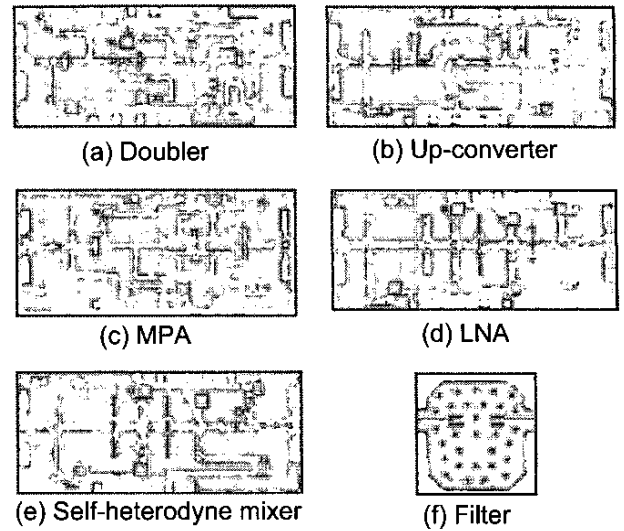 (a) Doubler
(b) Up-converter
(c) MPA
(d) LNA
(e) Self-heterodyne mixer
(f) Filter